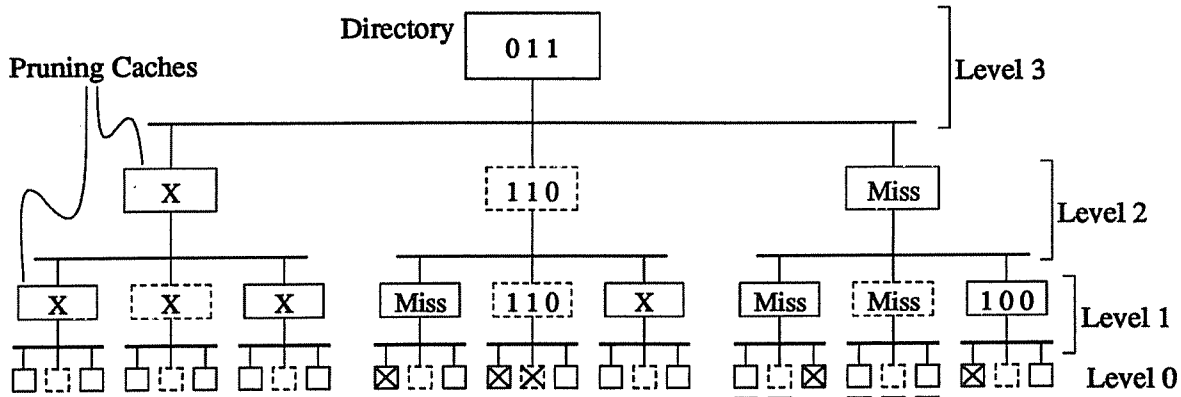 Directory
0 1 1
Pruning Caches
Level 3
X
1 1 0
Miss
Level 2
X
X
X
Miss
1 1 0
X
Miss
Miss
1 0 0
Level 1
Level 0